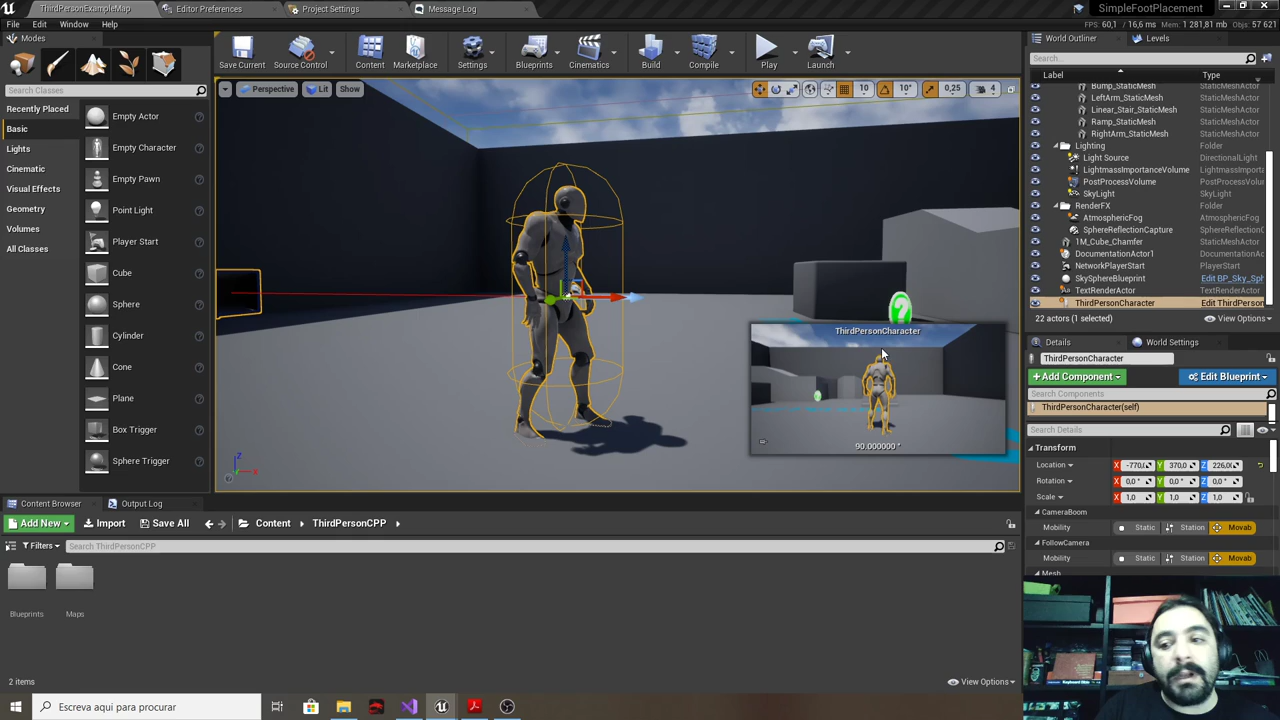 ThirdPersonExampleMap
Editor Preferences
Project Settings
Message Log
SimpleFootPlacement
File Edit Window Help
FPS: 60,1 / 16,6 ms Mem: 1 281,81 mb Objs: 57 621
Modes
Save Current
Source Control
Content
Marketplace
Settings
Blueprints
Cinematics
Build
Compile
Play
Launch
World Outliner
Levels
Search...
Search Classes
Label
Type
Perspective
Lit
Show
10
10°
0,25
4
Recently Placed
Basic
Lights
Cinematic
Visual Effects
Geometry
Volumes
All Classes
Empty Actor
Empty Character
Empty Pawn
Point Light
Player Start
Cube
Sphere
Cylinder
Cone
Plane
Box Trigger
Sphere Trigger
Bump_StaticMesh StaticMeshActor
LeftArm_StaticMesh StaticMeshActor
Linear_Stair_StaticMesh StaticMeshActor
Ramp_StaticMesh StaticMeshActor
RightArm_StaticMesh StaticMeshActor
Lighting Folder
Light Source DirectionalLight
LightmassImportanceVolume LightmassImportanc
PostProcessVolume PostProcessVolume
SkyLight SkyLight
RenderFX Folder
AtmosphericFog AtmosphericFog
SphereReflectionCapture SphereReflectionCapt
1M_Cube_Chamfer StaticMeshActor
DocumentationActor1 DocumentationActor
NetworkPlayerStart PlayerStart
SkySphereBlueprint Edit BP_Sky_Sph
TextRenderActor TextRenderActor
ThirdPersonCharacter Edit ThirdPerson
22 actors (1 selected)
View Options
ThirdPersonCharacter
90.000000 °
Z
X
Details
World Settings
ThirdPersonCharacter
+Add Component
Edit Blueprint
Search Components
ThirdPersonCharacter(self)
Search Details
Transform
Location X -770,( Y 370,0 Z 226,0(
Rotation X 0,0 ° Y 0,0 ° Z 0,0 °
Scale X 1,0 Y 1,0 Z 1,0
CameraBoom
Mobility Static Station Movab
FollowCamera
Mobility Static Station Movab
Mesh
Content Browser
Output Log
Add New
Import
Save All
Content
ThirdPersonCPP
Filters
Search ThirdPersonCPP
Blueprints
Maps
2 items
View Options
Escreva aqui para procurar